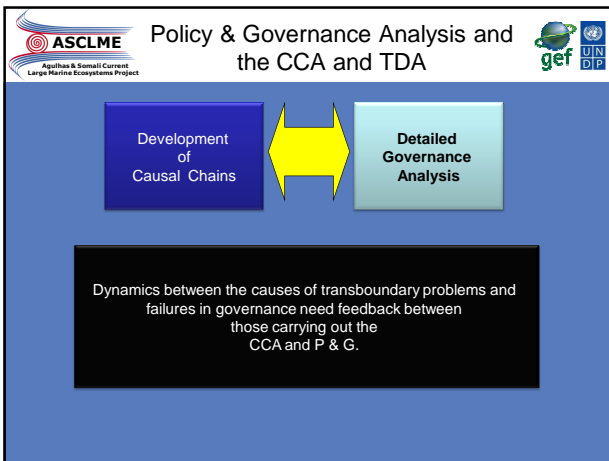 ASCLME
Agulhas & Somali Current
Large Marine Ecosystems Project
Policy & Governance Analysis and
the CCA and TDA
gef
U N
D P
Development
of
Causal Chains
Detailed
Governance
Analysis
Dynamics between the causes of transboundary problems and
failures in governance need feedback between
those carrying out the
CCA and P & G.